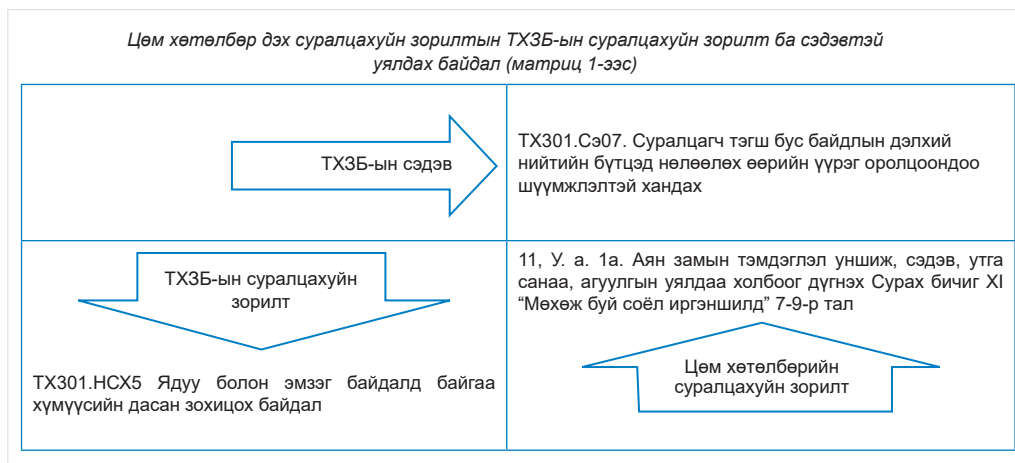 Цөм хөтөлбөр дэх суралцахуйн зорилтын ТХЗБ-ын суралцахуйн зорилт ба сэдэвтэй
уялдах байдал (матриц 1-ээс)
ТХЗБ-ын сэдэв
ТХ301.Сэ07. Суралцагч тэгш бус байдлын дэлхий
нийтийн бүтцэд нөлөөлөх өөрийн үүрэг оролцоондоо
шүүмжлэлтэй хандах
ТХЗБ-ын суралцахуйн
зорилт
ТХ301.НСХ5 Ядуу болон эмзэг байдалд байгаа
хүмүүсийн дасан зохицох байдал
11, У. а. 1а. Аян замын тэмдэглэл уншиж, сэдэв, утга
санаа, агуулгын уялдаа холбоог дүгнэх Сурах бичиг XI
“Мөхөж буй соёл иргэншилд” 7-9-р тал
Цөм хөтөлбөрийн
суралцахуйн зорилт